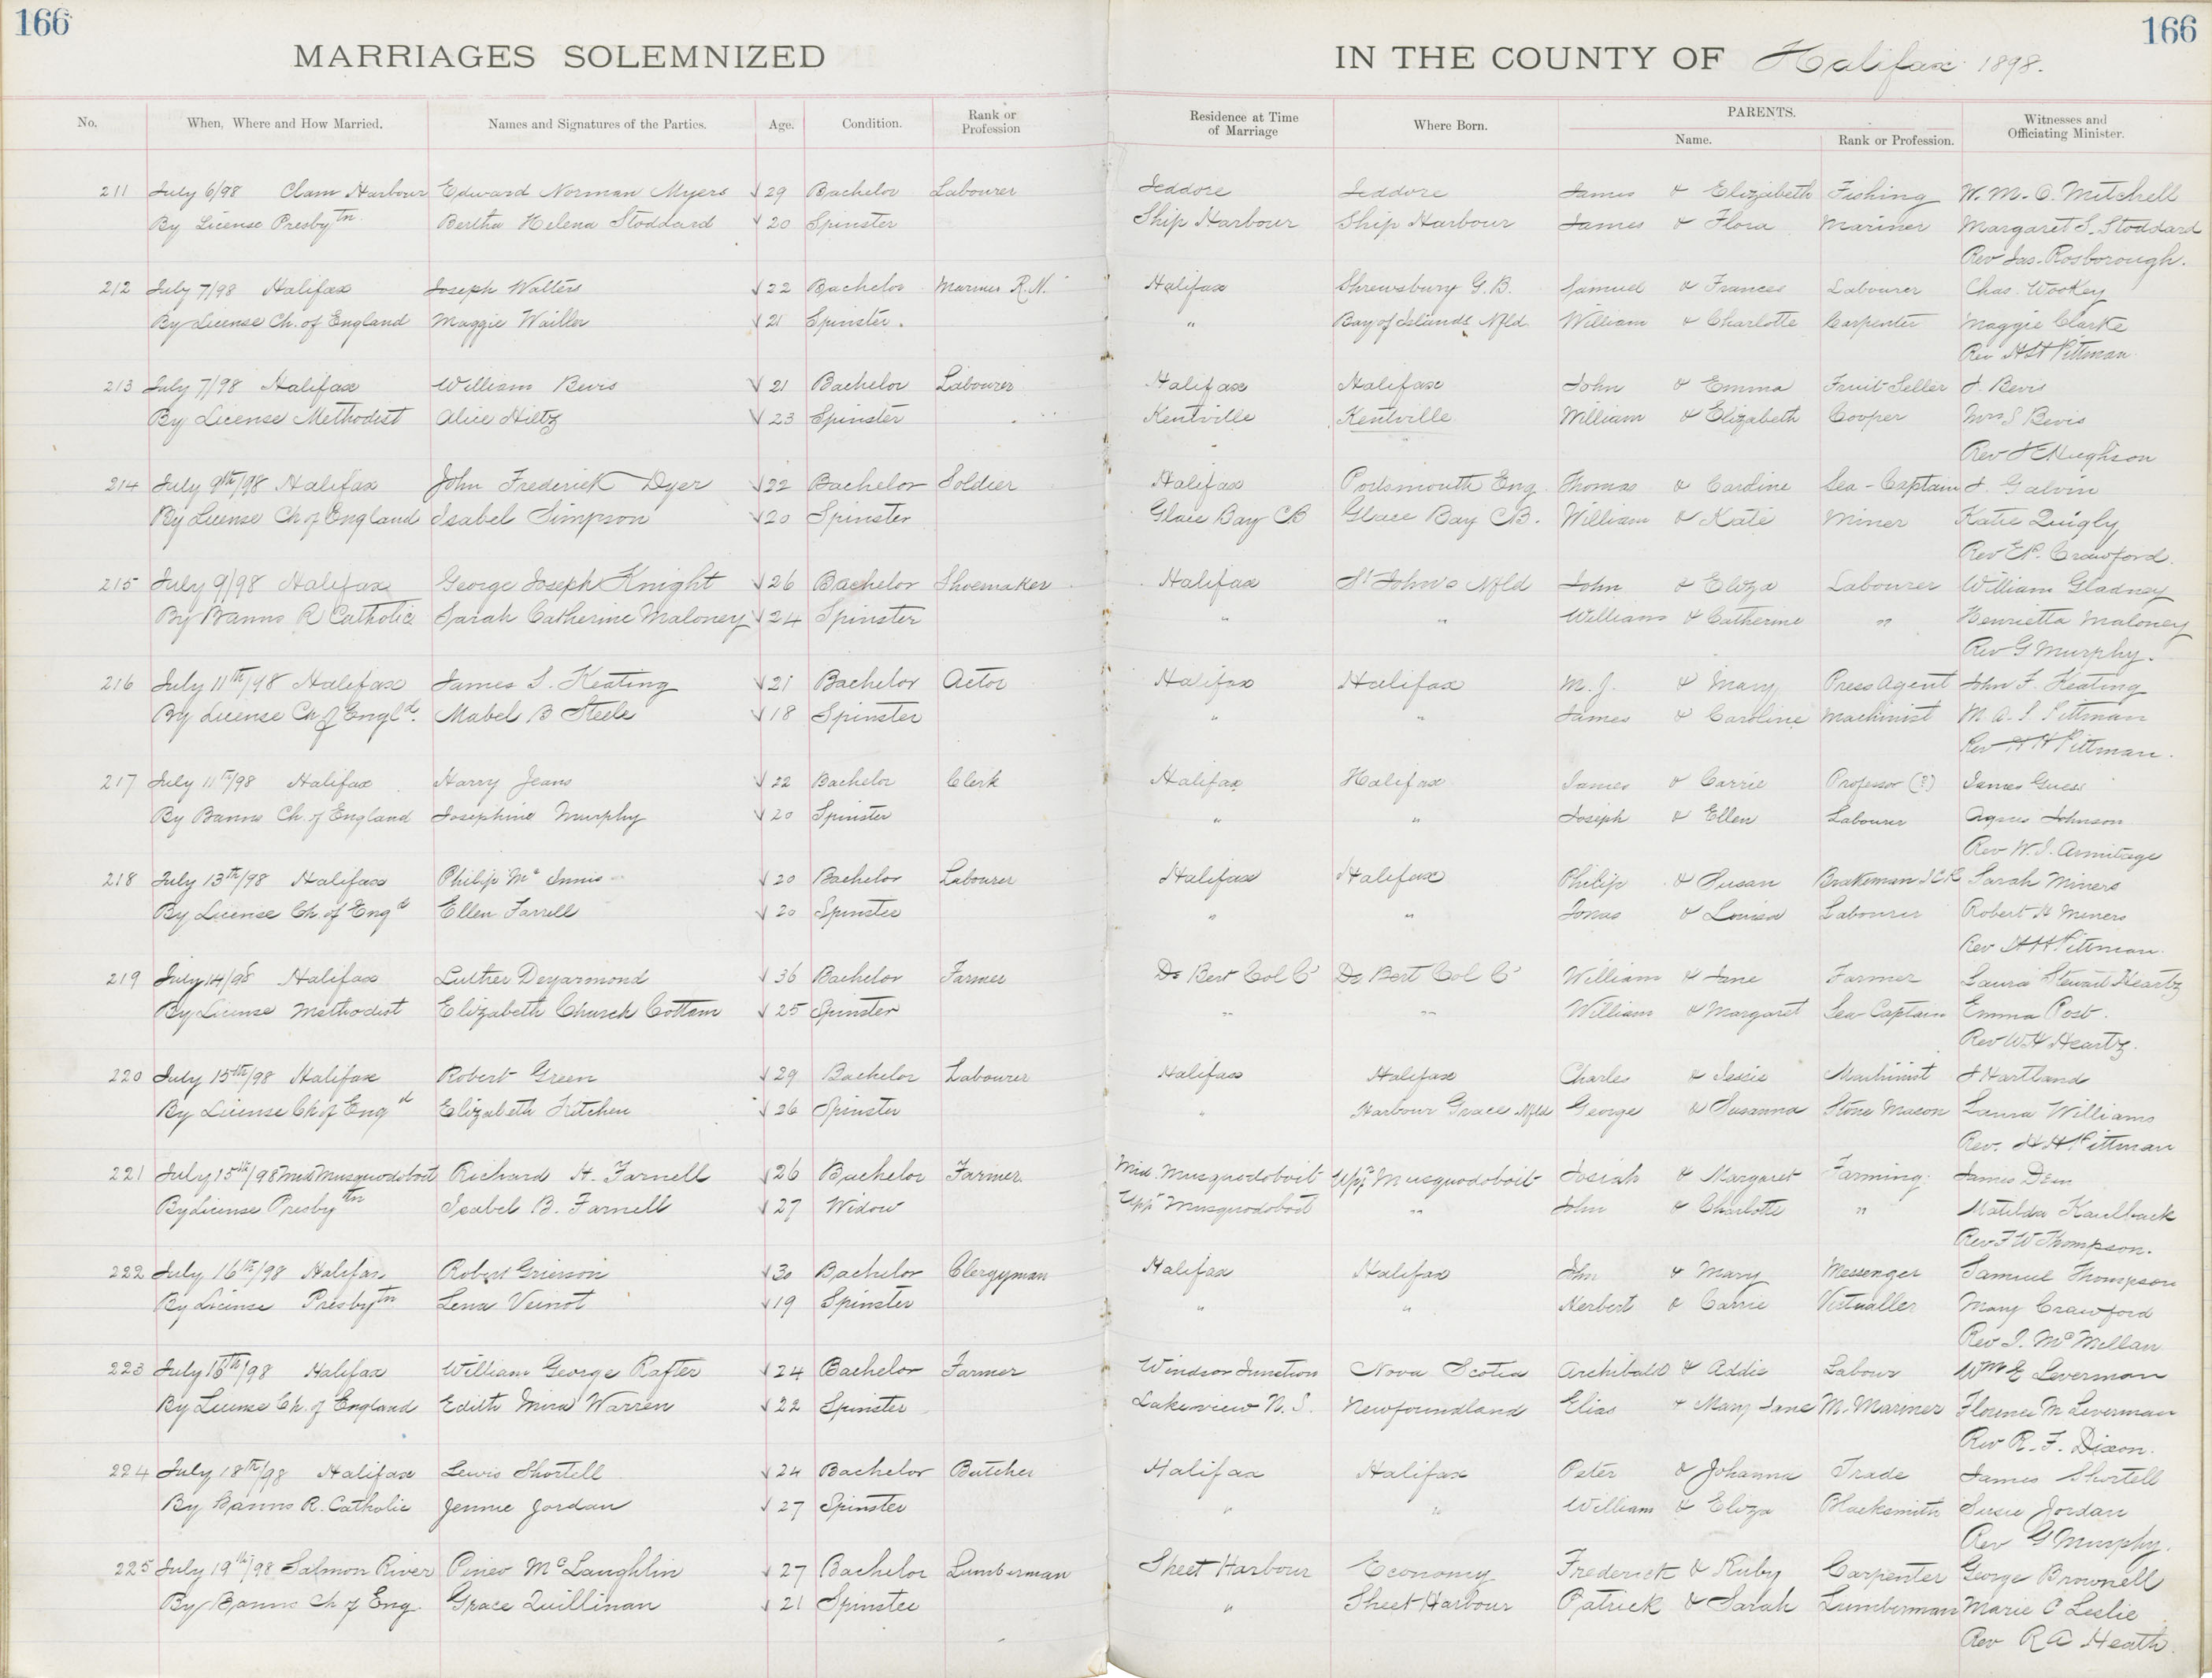 166 166
MARRIAGES SOLEMNIZED IN THE COUNTY OF Halifax 1898.
No. When, Where and How Married. Names and Signatures of the Parties. Age. Condition. Rank or Profession Residence at Time of Marriage Where Born. PARENTS. Name. Rank or Profession. Witnesses and Officiating Minister.
211 July 6/98 Clam Harbour Edward Norman Myers √ 29 Bachelor Labourer Jeddore Jeddore James & Elizabeth Fishing W. M. O. Mitchell
By License Presbytn Bertha Helena Stoddard √ 20 Spinster Ship Harbour Ship Harbour James & Flora Mariner Margaret S. Stoddard
Rev Jas. Rosborough.
212 July 7/98 Halifax Joseph Walters √ 22 Bachelor Mariner R.N. Halifax Shrewsbury G.B. Samuel & Frances Labourer Chas. Wookey
By License Ch. of England Maggie √ 21 Spinster. " Bay of Islands Nfld. William & Charlotte Carpenter Maggie Clarke
Rev H H Pittman
213 July 7/98 Halifax William Bevis √ 21 Bachelor Labourer Halifax Halifax John & Emma Fruit-Seller J. Bevis
By License Methodist Alice Hiltz √ 23 Spinster Kentville Kentville William & Elizabeth Cooper Mrs S Bevis
Rev J C Hughson
214 July 9th/98 Halifax John Frederick Dyer √ 22 Bachelor Soldier Halifax Portsmouth Eng Thomas & Caroline Sea-Captain J. Galvin
By License Ch of England Isabel Simpson √ 20 Spinster Glace Bay CB Glace Bay CB. William & Kate Miner Katie Quigly
Rev E P. Crawford.
215 July 9/98 Halifax George Joseph Knight √ 26 Bachelor Shoemaker Halifax St John's Nfld John & Eliza Labourer William Gladney
By Banns R Catholic Sarah Catherine Maloney √ 24 Spinster " " William & Catherine " Henrietta Maloney
Rev G Murphy.
216 July 11th/98 Halifax James S. Keating √ 21 Bachelor Actor Halifax Halifax M. J. & Mary Press Agent John F. Keating
By License Ch of Engld. Mabel B Steele √ 18 Spinster " " James & Caroline Machinist M. A. S. Pittman
Rev H H Pittman.
217 July 11th/98 Halifax Harry Jeans √ 22 Bachelor Clerk Halifax Halifax James & Carrie Professor (?) James Guess
By Banns Ch. of England Josephine Murphy √ 20 Spinster " " Joseph & Ellen Labourer Agnes Johnson
Rev W. J. Armitage
218 July 13th/98 Halifax Philip Mc Innis √ 20 Bachelor Labourer Halifax Halifax Philip & Susan Brakeman ICR Sarah Miners
By License Ch. of Engd Ellen Farrell √ 20 Spinster " " Jonas & Louisa Labourer Robert H Miners
Rev H H Pittman.
219 July 14/98 Halifax Luther Deyarmond √ 36 Bachelor Farmer De Bert Col Co De Bert Col Co William & Jane Farmer Laura Stewart Heartz
By License Methodist Elizabeth Church Cottam √ 25 Spinster " " William & Margaret Sea Captain Emma Post.
Rev W H Heartz.
220 July 15th/98 Halifax Robert Green √ 29 Bachelor Labourer Halifax Halifax Charles & Jessie Machinist J Hartland
By License Ch of Engd Elizabeth Kitchen √ 26 Spinster " Harbour Grace Nfld George & Susanna Stone Mason Laura Williams
Rev. H H Pittman
221 July 15th/98 Mid Musquodoboit Richard H. Farnell √ 26 Bachelor Farmer Mid. Musquodoboit Uppr Musquodoboit Josiah & Margaret Farming James Dean
By License Presbytn Isabel B. Farnell √ 27 Widow Uppr Musquodoboit " John & Charlotte " Matilda Kaulback
Rev F W Thompson.
222 July 16th/98 Halifax Robert Grierson √ 30 Bachelor Clergyman Halifax Halifax John & Mary Messenger Samuel Thompson
By License Presbytn Lena Veinot √ 19 Spinster " " Herbert & Carrie Victualler Mary Crawford
Rev J. McMillan
223 July 16th/98 Halifax William George Rafter √ 24 Bachelor Farmer Windsor Junction Nova Scotia Archibald & Addie Labour Wm E Leverman
By License Ch. of England Edith Mira Warren √ 22 Spinster Lakeview N.S. Newfoundland Elias & Mary Jane M. Mariner Florence M Leverman
Rev R. F. Dixon.
224 July 18th/98 Halifax Lewis Shortell √ 24 Bachelor Butcher Halifax Halifax Peter & Johanna Trade James Shortell
By Banns R. Catholic Jennie Jordan √ 27 Spinster " " William & Eliza Blacksmith Susie Jordan
Rev G Murphy.
225 July 19th/98 Salmon River Pineo McLaughlin √ 27 Bachelor Lumberman Sheet Harbour Economy Frederick & Ruby Carpenter George Brownell
By Banns Ch of Eng. Grace Quillinan √ 21 Spinster " Sheet Harbour Patrick & Sarah Lumberman Marie C Leslie
Rev R A Heath.